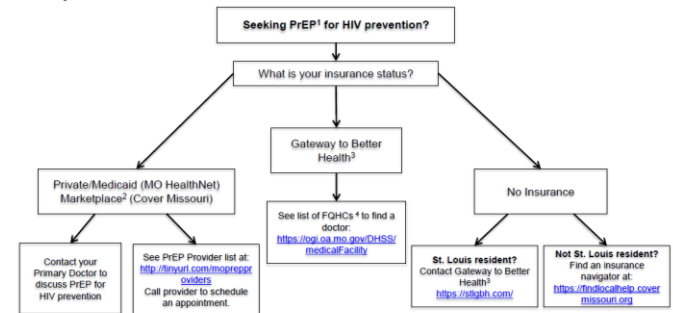 Seeking PrEP¹ for HIV prevention?
What is your insurance status?
Gateway to Better
Health³
Private/Medicaid (MO HealthNet)
Marketplace² (Cover Missouri)
No Insurance
See list of FQHCs ⁴ to find a
doctor:
https://ogi.oa.mo.gov/DHSS/
medicalFacility
Contact your
Primary Doctor to
discuss PrEP for
HIV prevention
See PrEP Provider list at:
http://tinyurl.com/mopreppr
oviders
Call provider to schedule
an appointment.
St. Louis resident?
Contact Gateway to Better
Health³
https://stlgbh.com/
Not St. Louis resident?
Find an insurance
navigator at:
https://findlocalhelp.cover
missouri.org